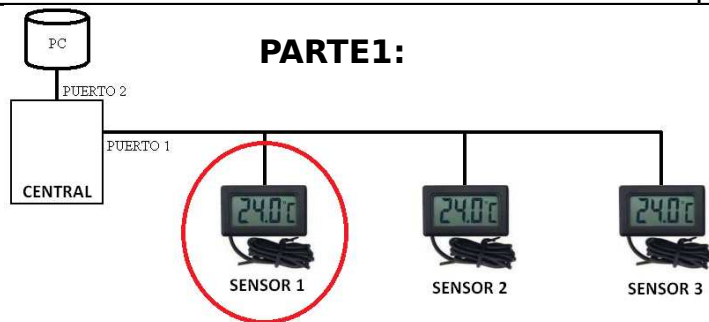 PC
PARTE1:
PUERTO 2
PUERTO 1
CENTRAL
24.0°C
24.0°C
24.0°C
SENSOR 1
SENSOR 2
SENSOR 3